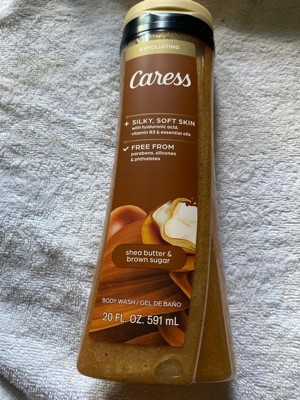 EXFOLIATING
Caress
+ SILKY, SOFT SKIN
with hyaluronic acid,
vitamin B3 & essential oils
✓ FREE FROM
parabens, silicones
& phthalates
shea butter &
brown sugar
BODY WASH / GEL DE BAÑO
20 FL. OZ. 591 mL